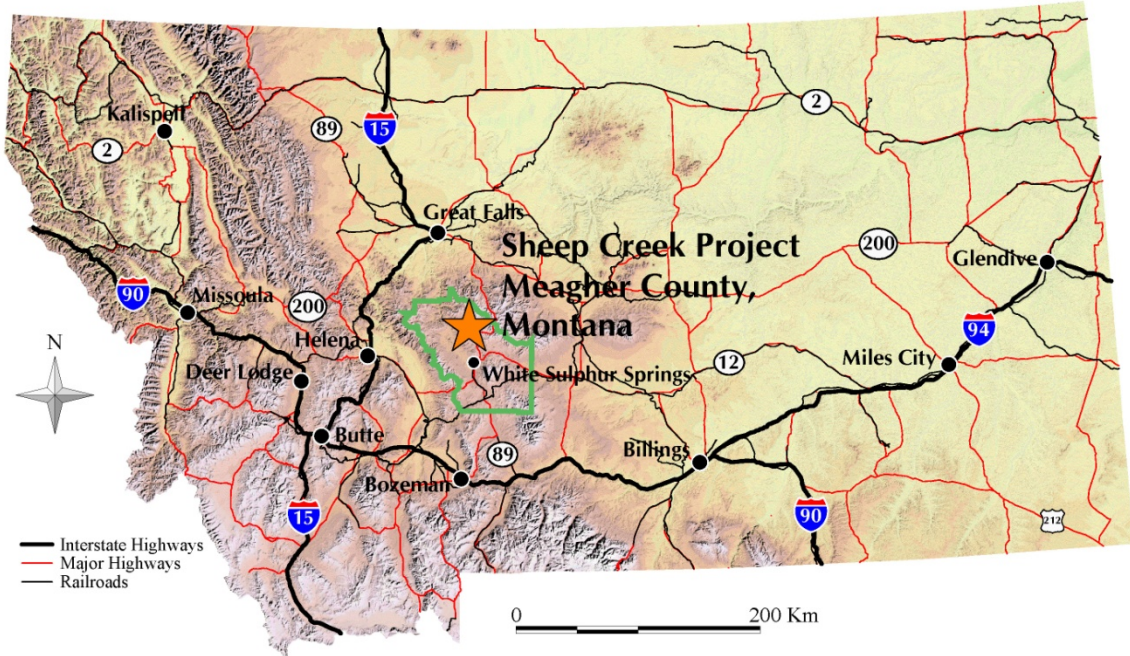 2
Kalispell
89
15
2
Great Falls
Sheep Creek Project
Meagher County,
Montana
200
Glendive
90
Missoula
200
94
N
Helena
12
Miles City
Deer Lodge
White Sulphur Springs
Butte
89
Billings
Bozeman
15
90
212
Interstate Highways
Major Highways
Railroads
0
200 Km